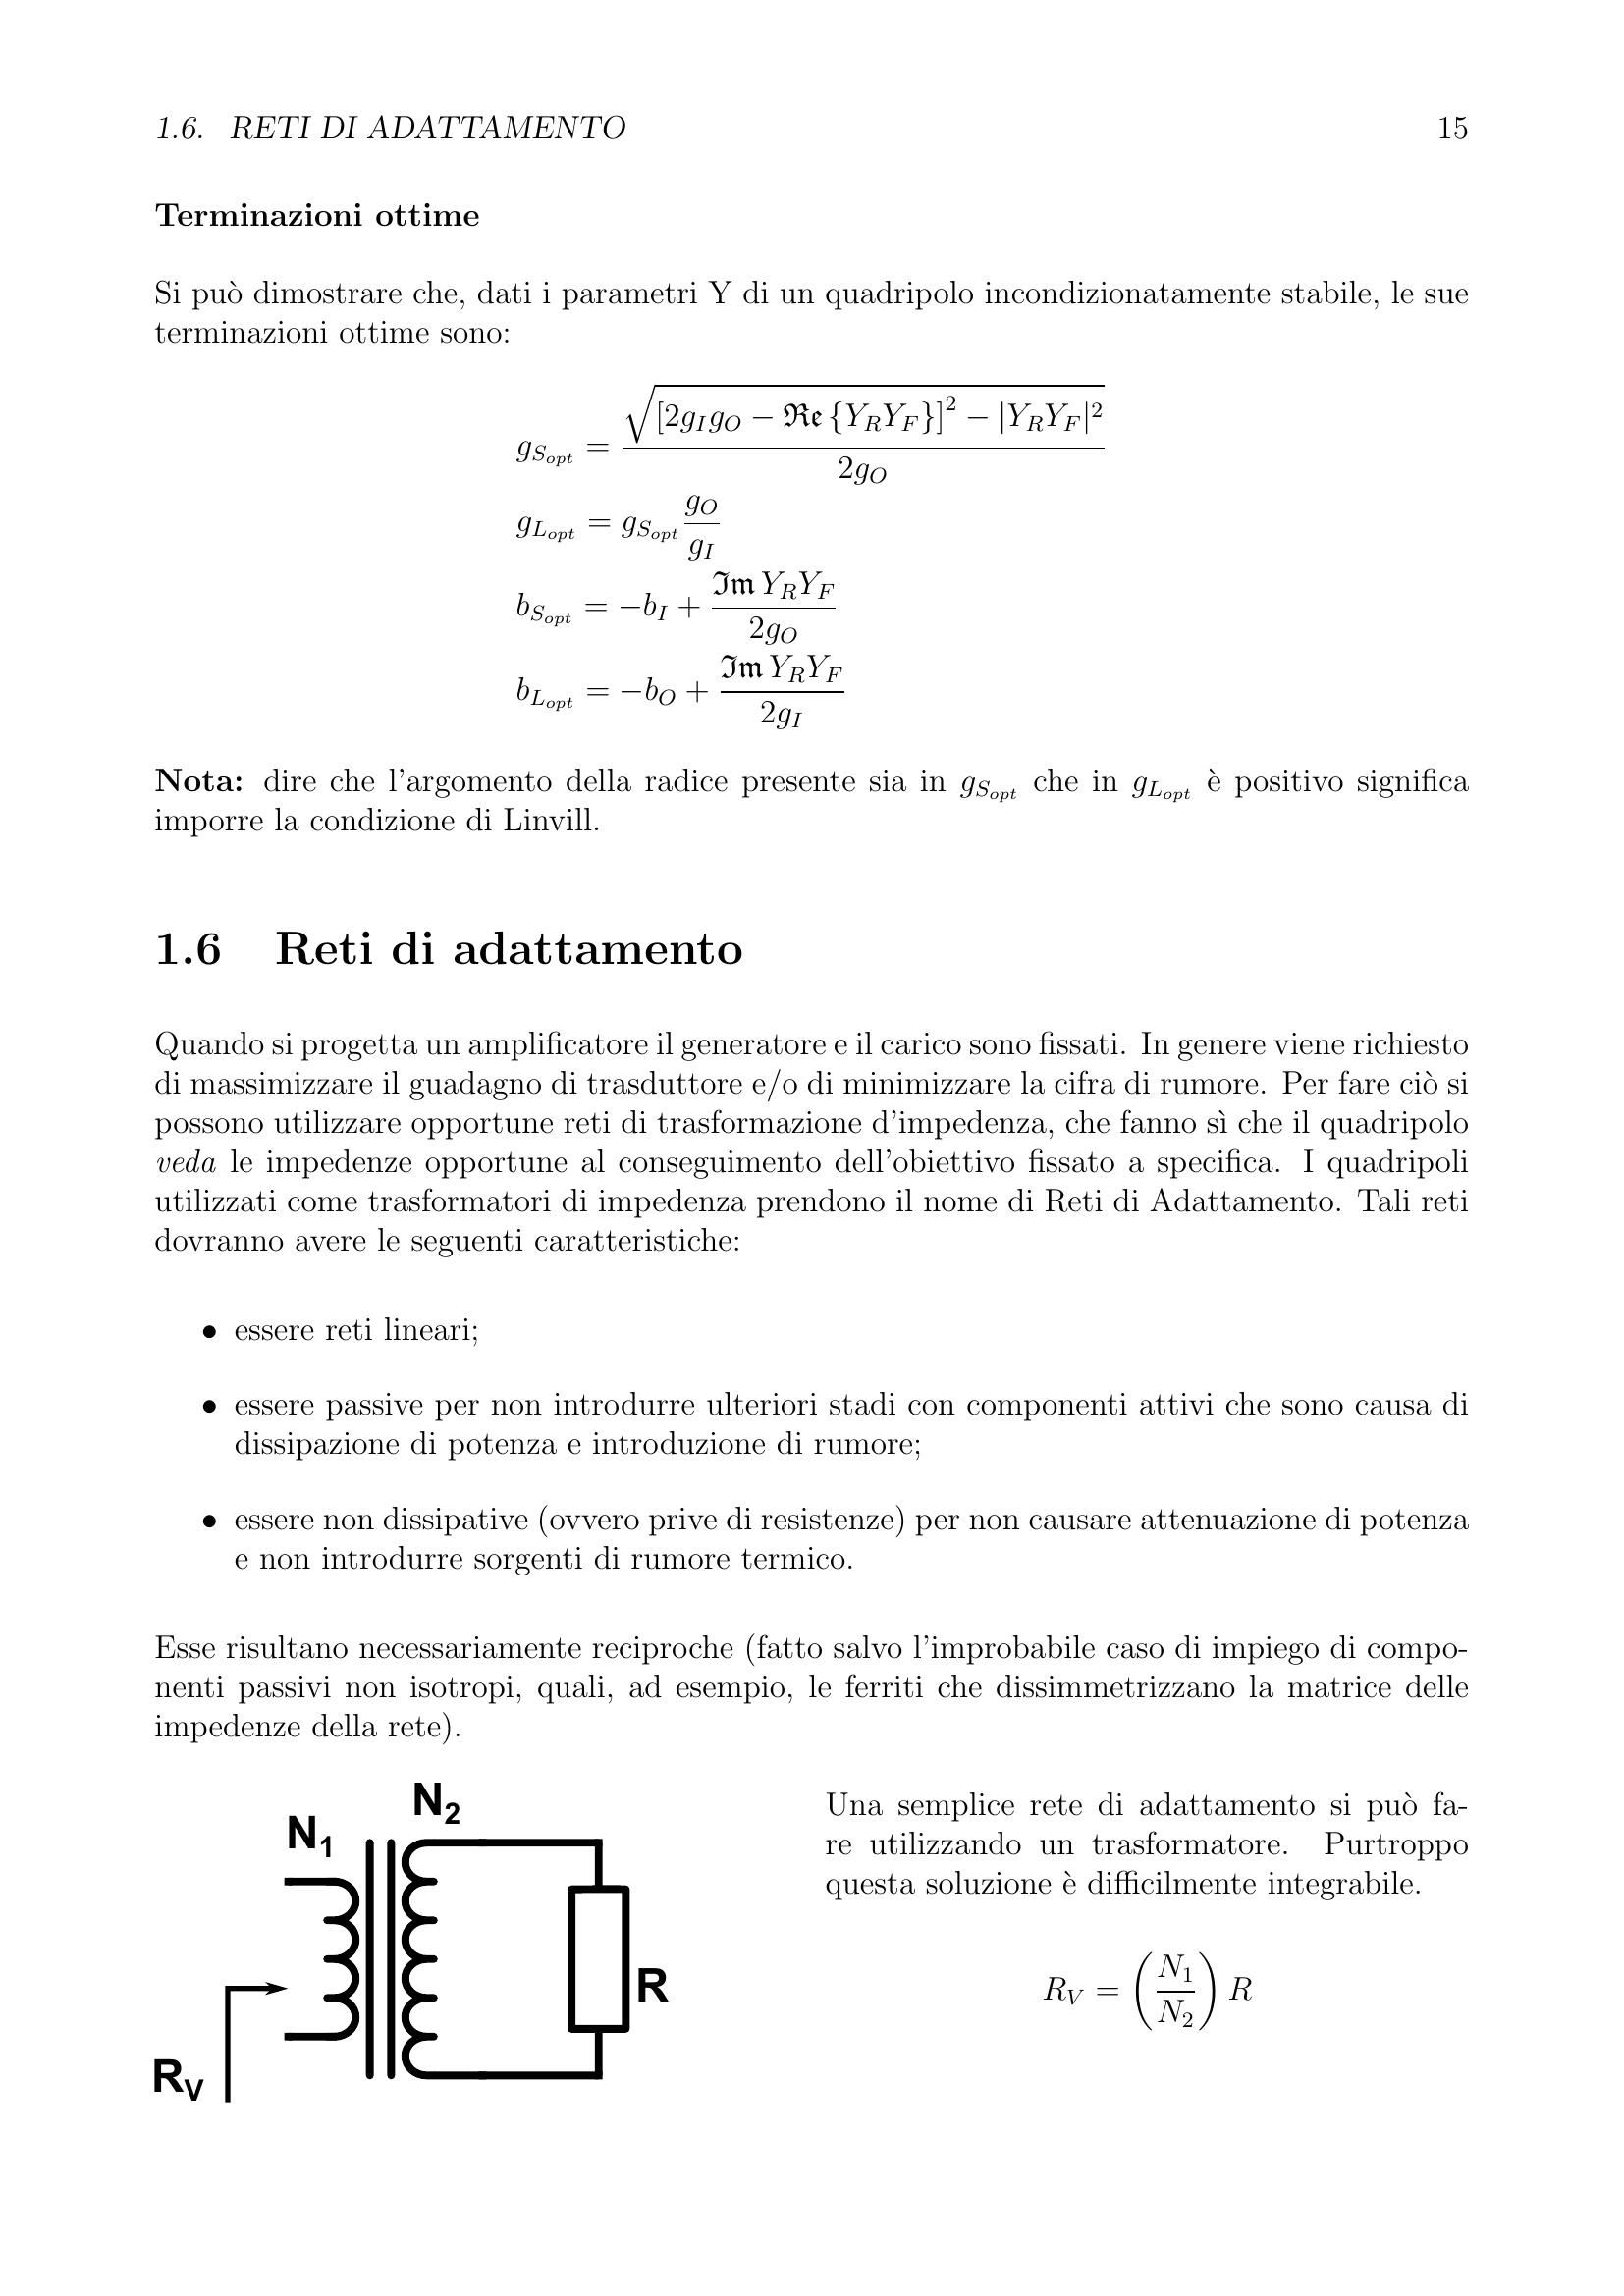 1.6. RETI DI ADATTAMENTO 15
Terminazioni ottime
Si può dimostrare che, dati i parametri Y di un quadripolo incondizionatamente stabile, le sue
terminazioni ottime sono:
$g_{S_{opt}} = \frac{\sqrt{[2g_I g_O - \mathfrak{Re}\{Y_R Y_F\}]^2 - |Y_R Y_F|^2}}{2g_O}$
$g_{L_{opt}} = g_{S_{opt}} \frac{g_O}{g_I}$
$b_{S_{opt}} = -b_I + \frac{\mathfrak{Im}\, Y_R Y_F}{2g_O}$
$b_{L_{opt}} = -b_O + \frac{\mathfrak{Im}\, Y_R Y_F}{2g_I}$
Nota: dire che l'argomento della radice presente sia in $g_{S_{opt}}$ che in $g_{L_{opt}}$ è positivo significa
imporre la condizione di Linvill.
1.6 Reti di adattamento
Quando si progetta un amplificatore il generatore e il carico sono fissati. In genere viene richiesto
di massimizzare il guadagno di trasduttore e/o di minimizzare la cifra di rumore. Per fare ciò si
possono utilizzare opportune reti di trasformazione d'impedenza, che fanno sì che il quadripolo
veda le impedenze opportune al conseguimento dell'obiettivo fissato a specifica. I quadripoli
utilizzati come trasformatori di impedenza prendono il nome di Reti di Adattamento. Tali reti
dovranno avere le seguenti caratteristiche:
• essere reti lineari;
• essere passive per non introdurre ulteriori stadi con componenti attivi che sono causa di
dissipazione di potenza e introduzione di rumore;
• essere non dissipative (ovvero prive di resistenze) per non causare attenuazione di potenza
e non introdurre sorgenti di rumore termico.
Esse risultano necessariamente reciproche (fatto salvo l'improbabile caso di impiego di compo-
nenti passivi non isotropi, quali, ad esempio, le ferriti che dissimmetrizzano la matrice delle
impedenze della rete).
N₁
N₂
R
R_V
Una semplice rete di adattamento si può fa-
re utilizzando un trasformatore. Purtroppo
questa soluzione è difficilmente integrabile.
$R_V = \left(\frac{N_1}{N_2}\right) R$